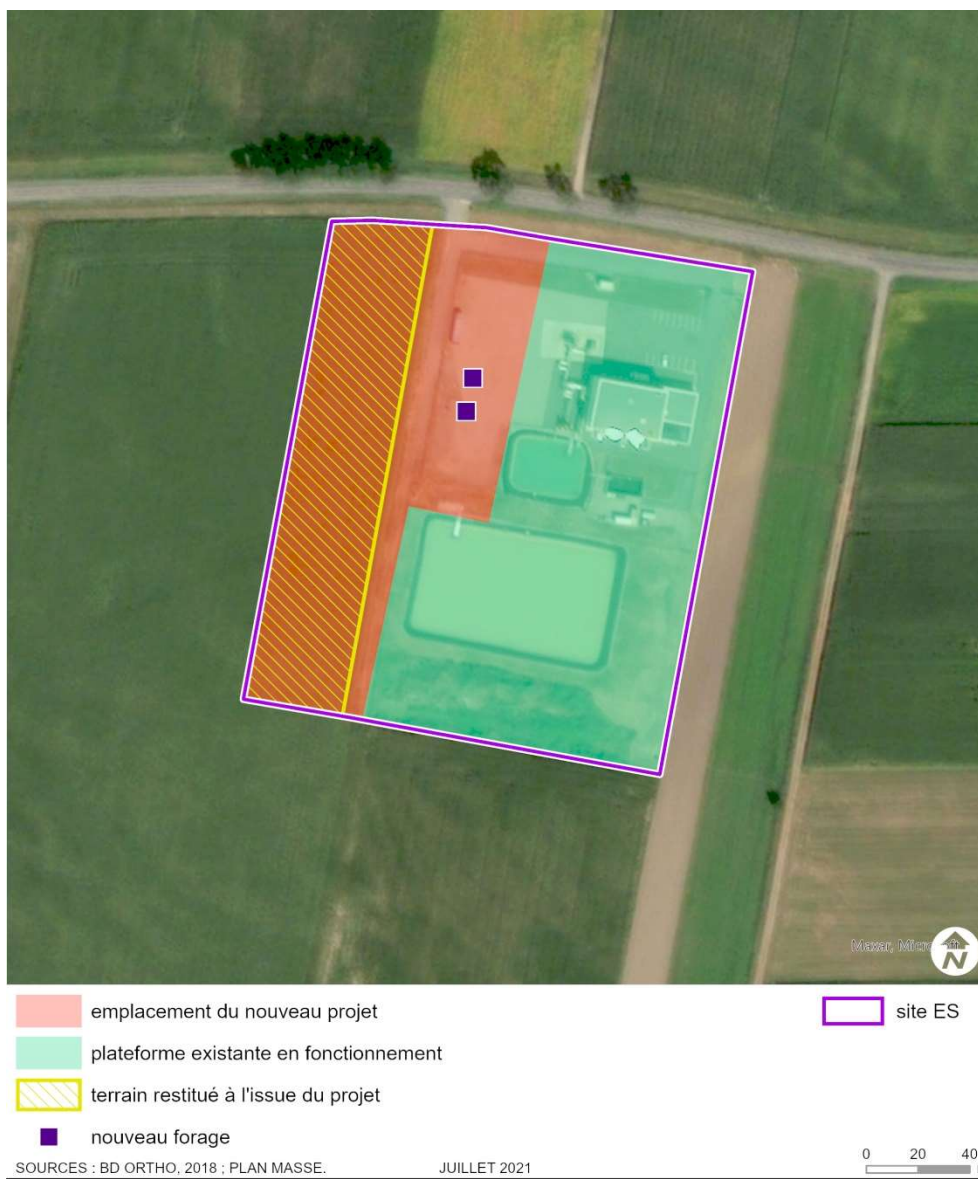 Maxar, Microsoft
N
emplacement du nouveau projet
site ES
plateforme existante en fonctionnement
terrain restitué à l'issue du projet
nouveau forage
SOURCES : BD ORTHO, 2018 ; PLAN MASSE.
JUILLET 2021
0 20 40